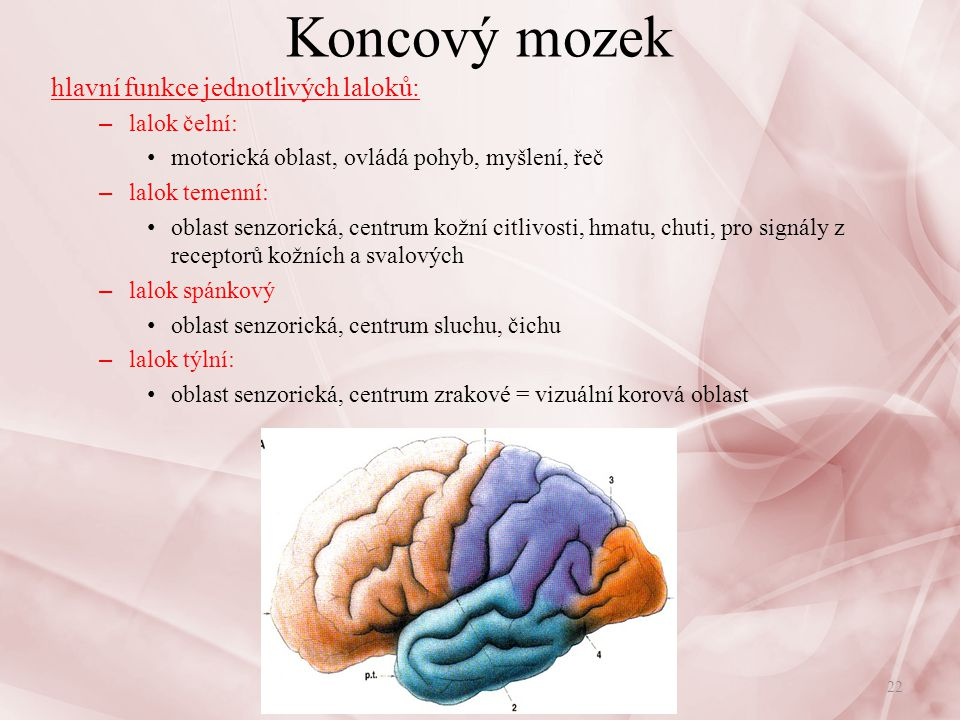 Koncový mozek
hlavní funkce jednotlivých laloků:
– lalok čelní:
• motorická oblast, ovládá pohyb, myšlení, řeč
– lalok temenní:
• oblast senzorická, centrum kožní citlivosti, hmatu, chuti, pro signály z
receptorů kožních a svalových
– lalok spánkový
• oblast senzorická, centrum sluchu, čichu
– lalok týlní:
• oblast senzorická, centrum zrakové = vizuální korová oblast
A
3
4
p.t.
2
22